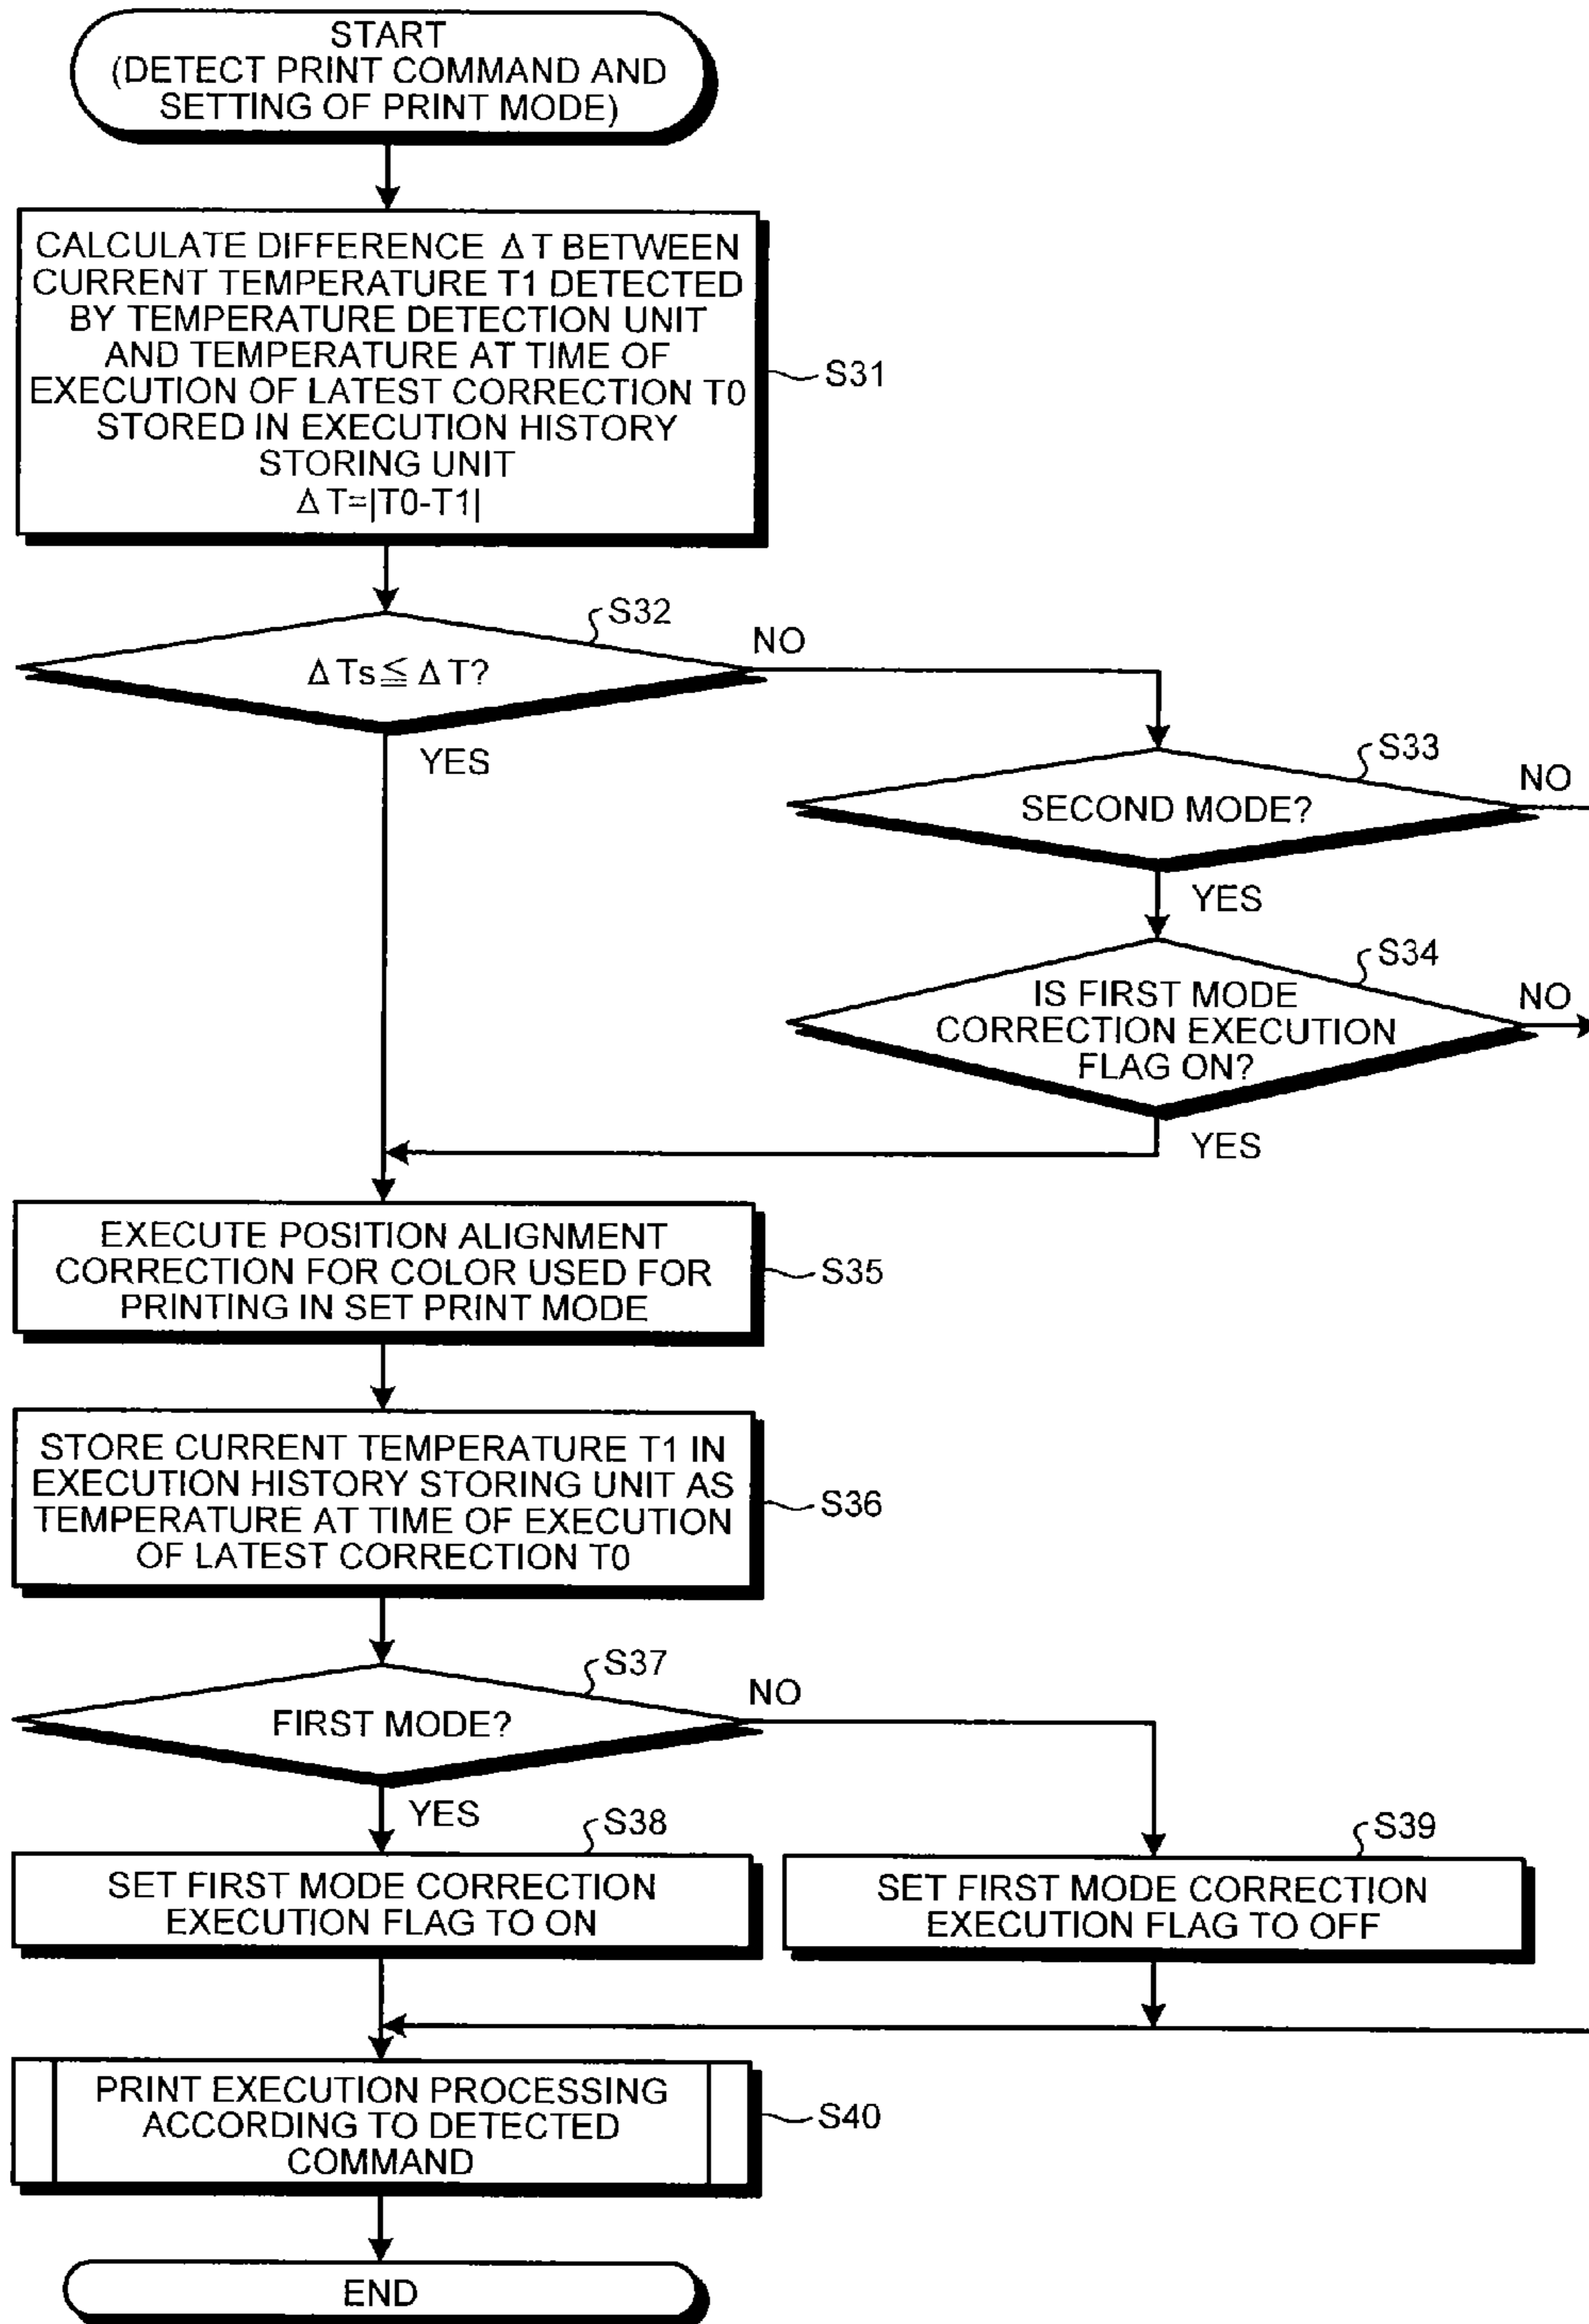 START
(DETECT PRINT COMMAND AND
SETTING OF PRINT MODE)
CALCULATE DIFFERENCE ΔT BETWEEN
CURRENT TEMPERATURE T1 DETECTED
BY TEMPERATURE DETECTION UNIT
AND TEMPERATURE AT TIME OF
EXECUTION OF LATEST CORRECTION T0
STORED IN EXECUTION HISTORY
STORING UNIT
ΔT=|T0-T1|
S31
S32
ΔTs≦ΔT?
NO
YES
S33
SECOND MODE?
NO
YES
S34
IS FIRST MODE
CORRECTION EXECUTION
FLAG ON?
NO
YES
EXECUTE POSITION ALIGNMENT
CORRECTION FOR COLOR USED FOR
PRINTING IN SET PRINT MODE
S35
STORE CURRENT TEMPERATURE T1 IN
EXECUTION HISTORY STORING UNIT AS
TEMPERATURE AT TIME OF EXECUTION
OF LATEST CORRECTION T0
S36
S37
FIRST MODE?
NO
YES
S38
SET FIRST MODE CORRECTION
EXECUTION FLAG TO ON
S39
SET FIRST MODE CORRECTION
EXECUTION FLAG TO OFF
PRINT EXECUTION PROCESSING
ACCORDING TO DETECTED
COMMAND
S40
END